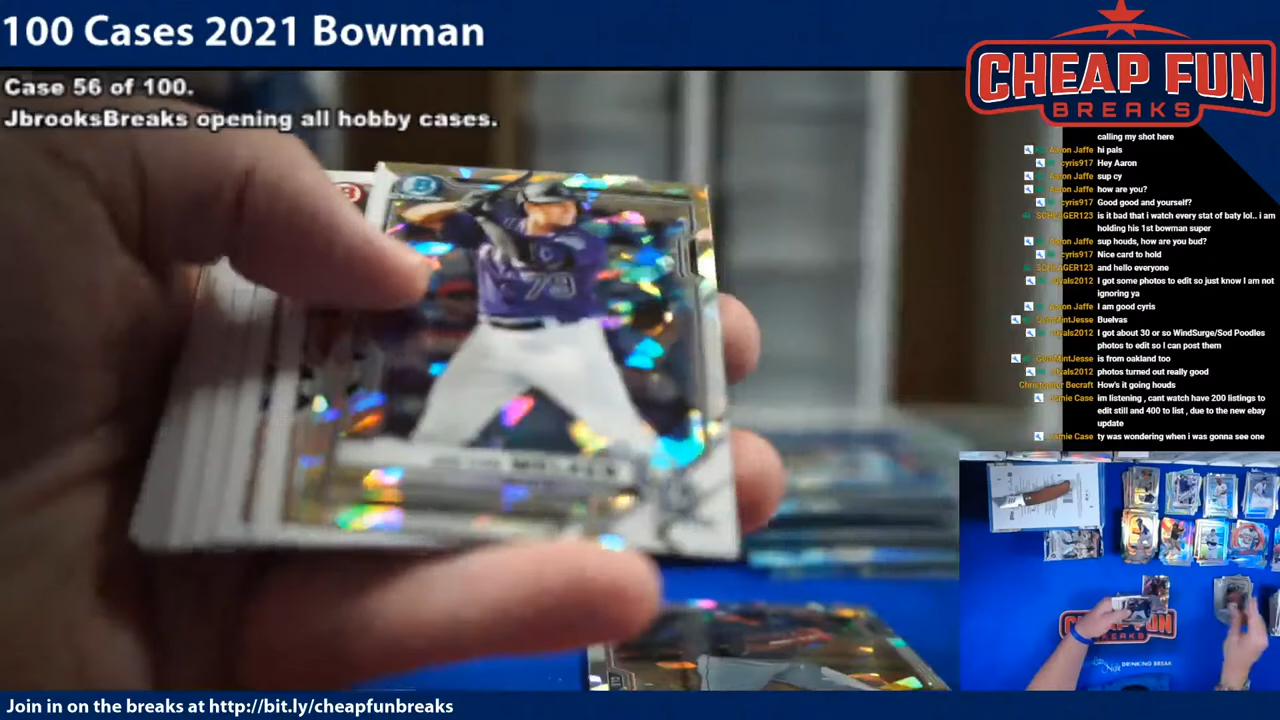 100 Cases 2021 Bowman
Case 56 of 100.
JbrooksBreaks opening all hobby cases.
CHEAP FUN
BREAKS
calling my shot here
Aaron Jaffe hi pals
cyris917 Hey Aaron
Aaron Jaffe sup cy
Aaron Jaffe how are you?
cyris917 Good good and yourself?
SCHLAGER123 is it bad that i watch every stat of baty lol.. i am
holding his 1st bowman super
Aaron Jaffe sup houds, how are you bud?
cyris917 Nice card to hold
SCHLAGER123 and hello everyone
I got some photos to edit so just know I am not
ignoring ya
Aaron Jaffe I am good cyris
GemMintJesse Buelvas
I got about 30 or so WindSurge/Sod Poodles
photos to edit so I can post them
GemMintJesse is from oakland too
photos turned out really good
Christopher Becraft How's it going houds
Jamie Case im listening , cant watch have 200 listings to
edit still and 400 to list , due to the new ebay
update
Jamie Case ty was wondering when i was gonna see one
79
CHEAP FUN
BREAKS
DRINKING BREAK
Join in on the breaks at http://bit.ly/cheapfunbreaks